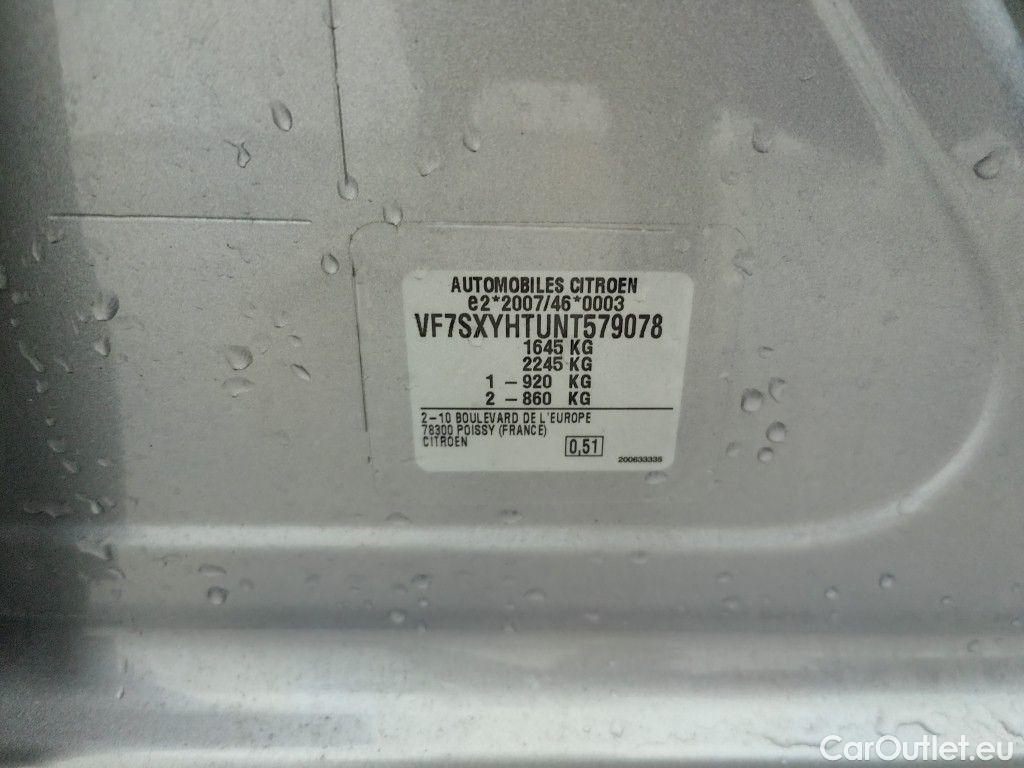 AUTOMOBILES CITROEN
e2*2007/46*0003
VF7SXYHTUNT579078
1645 KG
2245 KG
1 – 920 KG
2 – 860 KG
2–10 BOULEVARD DE L'EUROPE
78300 POISSY (FRANCE)
CITROEN
0,51
200633335
CarOutlet.eu